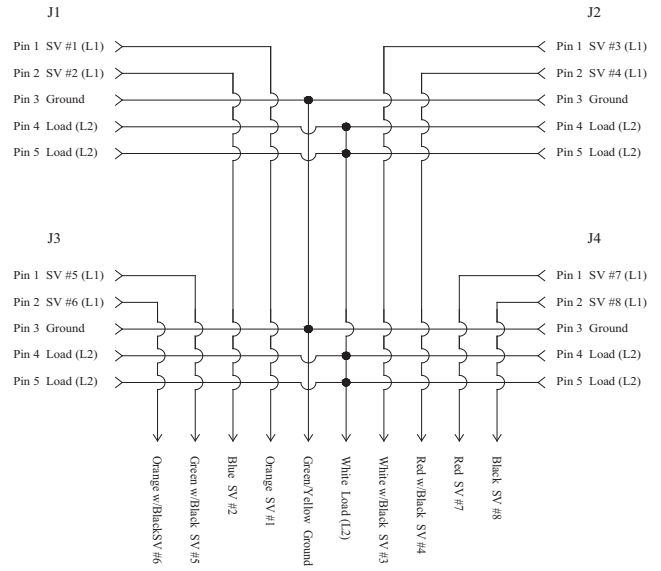 J1
J2
Pin 1 SV #1 (L1)
Pin 1 SV #3 (L1)
Pin 2 SV #2 (L1)
Pin 2 SV #4 (L1)
Pin 3 Ground
Pin 3 Ground
Pin 4 Load (L2)
Pin 4 Load (L2)
Pin 5 Load (L2)
Pin 5 Load (L2)
J3
J4
Pin 1 SV #5 (L1)
Pin 1 SV #7 (L1)
Pin 2 SV #6 (L1)
Pin 2 SV #8 (L1)
Pin 3 Ground
Pin 3 Ground
Pin 4 Load (L2)
Pin 4 Load (L2)
Pin 5 Load (L2)
Pin 5 Load (L2)
Orange w/BlackSV #6
Green w/Black SV #5
Blue SV #2
Orange SV #1
Green/Yellow Ground
White Load (L2)
White w/Black SV #3
Red w/Black SV #4
Red SV #7
Black SV #8